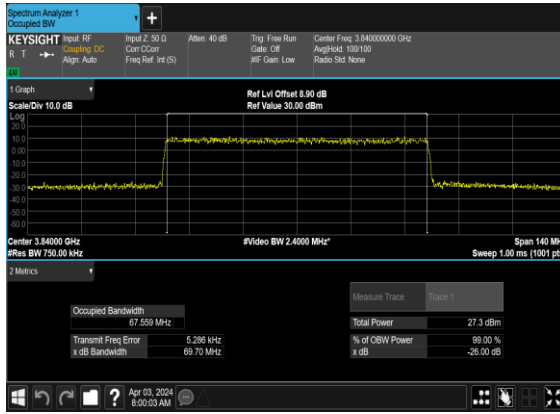 Spectrum Analyzer 1
Occupied BW
KEYSIGHT
R T
LW
Input: RF
Coupling: DC
Align: Auto
Input Z: 50 Ω
Corr CCorr
Freq Ref: Int (S)
Atten: 40 dB
Trig: Free Run
Gate: Off
#IF Gain: Low
Center Freq: 3.840000000 GHz
Avg|Hold: 100/100
Radio Std: None
1 Graph
Scale/Div 10.0 dB
Ref Lvl Offset 8.90 dB
Ref Value 30.00 dBm
Log
20.0
10.0
0.00
-10.0
-20.0
-30.0
-40.0
-50.0
-60.0
Center 3.84000 GHz
#Res BW 750.00 kHz
#Video BW 2.4000 MHz*
Span 140 MH
Sweep 1.00 ms (1001 pt
2 Metrics
Measure Trace Trace 1
Occupied Bandwidth
67.559 MHz
Total Power 27.3 dBm
Transmit Freq Error 5.286 kHz
% of OBW Power 99.00 %
x dB Bandwidth 69.70 MHz
x dB -26.00 dB
?
Apr 03, 2024
8:00:03 AM